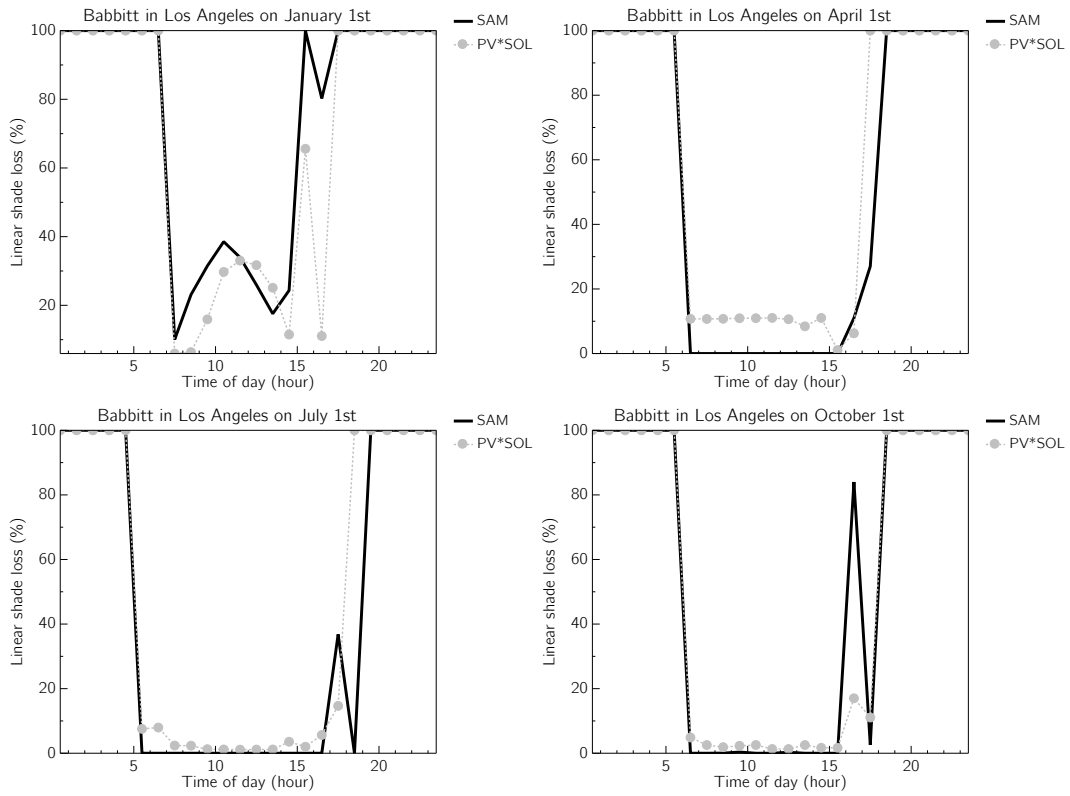 Babbitt in Los Angeles on January 1st
SAM
PV*SOL
100
80
60
40
20
Linear shade loss (%)
5
10
15
20
Time of day (hour)
Babbitt in Los Angeles on April 1st
SAM
PV*SOL
100
80
60
40
20
0
Linear shade loss (%)
5
10
15
20
Time of day (hour)
Babbitt in Los Angeles on July 1st
SAM
PV*SOL
100
80
60
40
20
0
Linear shade loss (%)
5
10
15
20
Time of day (hour)
Babbitt in Los Angeles on October 1st
SAM
PV*SOL
100
80
60
40
20
0
Linear shade loss (%)
5
10
15
20
Time of day (hour)